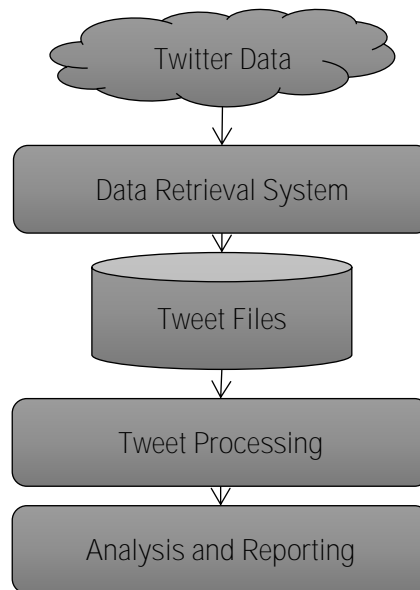 Twitter Data
Data Retrieval System
Tweet Files
Tweet Processing
Analysis and Reporting